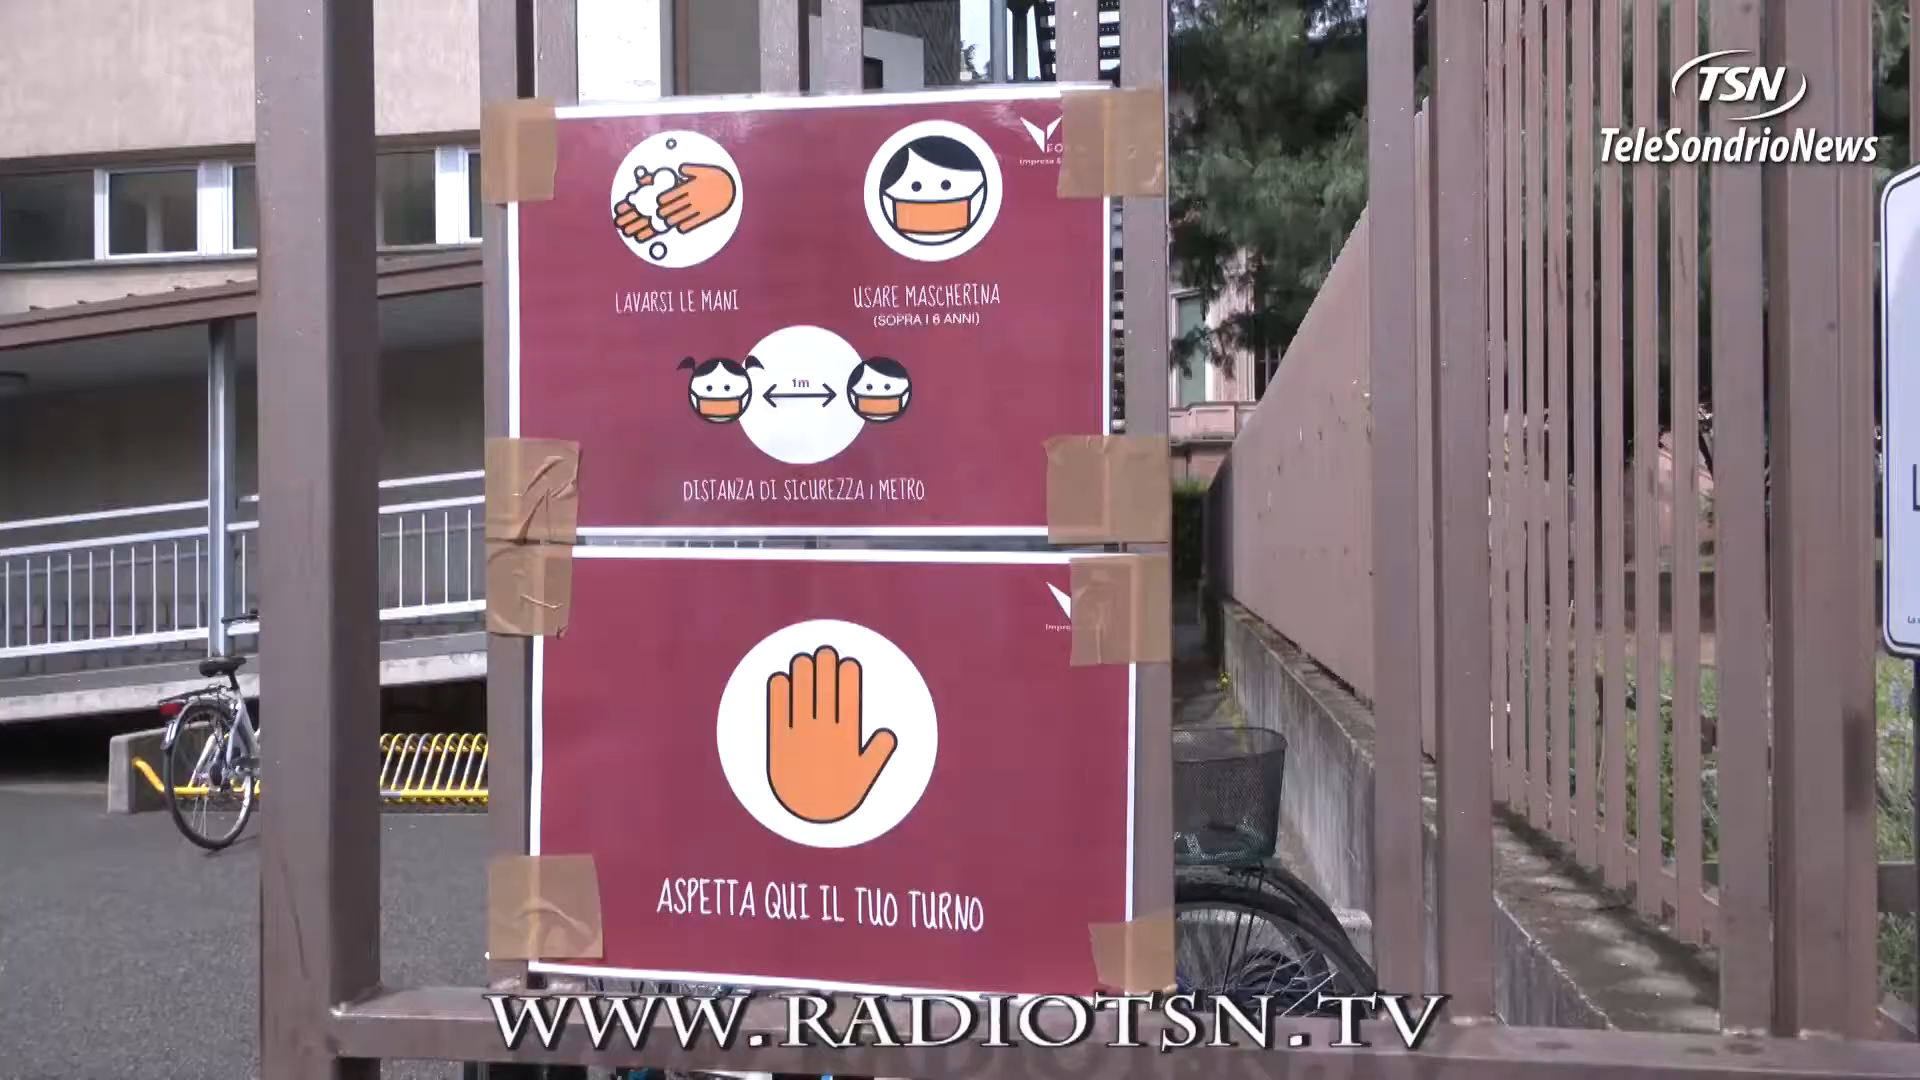 TSN
TeleSondrioNews
LAVARSI LE MANI
USARE MASCHERINA
(SOPRA I 6 ANNI)
1m
DISTANZA DI SICUREZZA 1 METRO
ASPETTA QUI IL TUO TURNO
WWW.RADIOTSN.TV